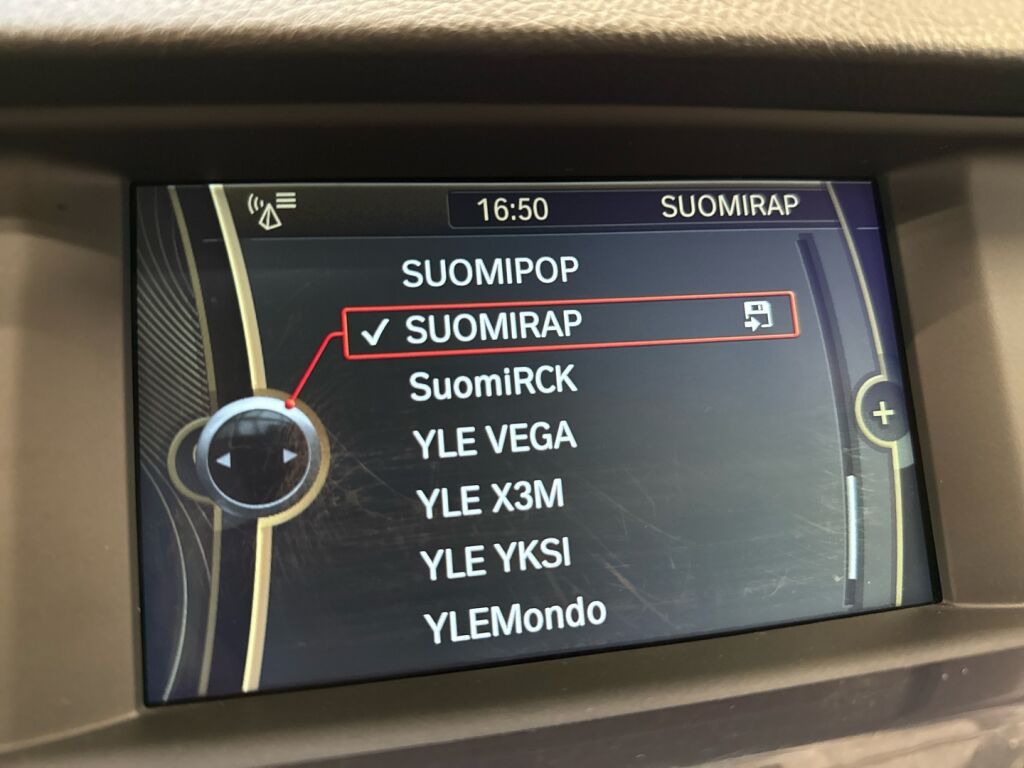 16:50 SUOMIRAP
SUOMIPOP
SUOMIRAP
SuomiRCK
YLE VEGA
YLE X3M
YLE YKSI
YLEMondo